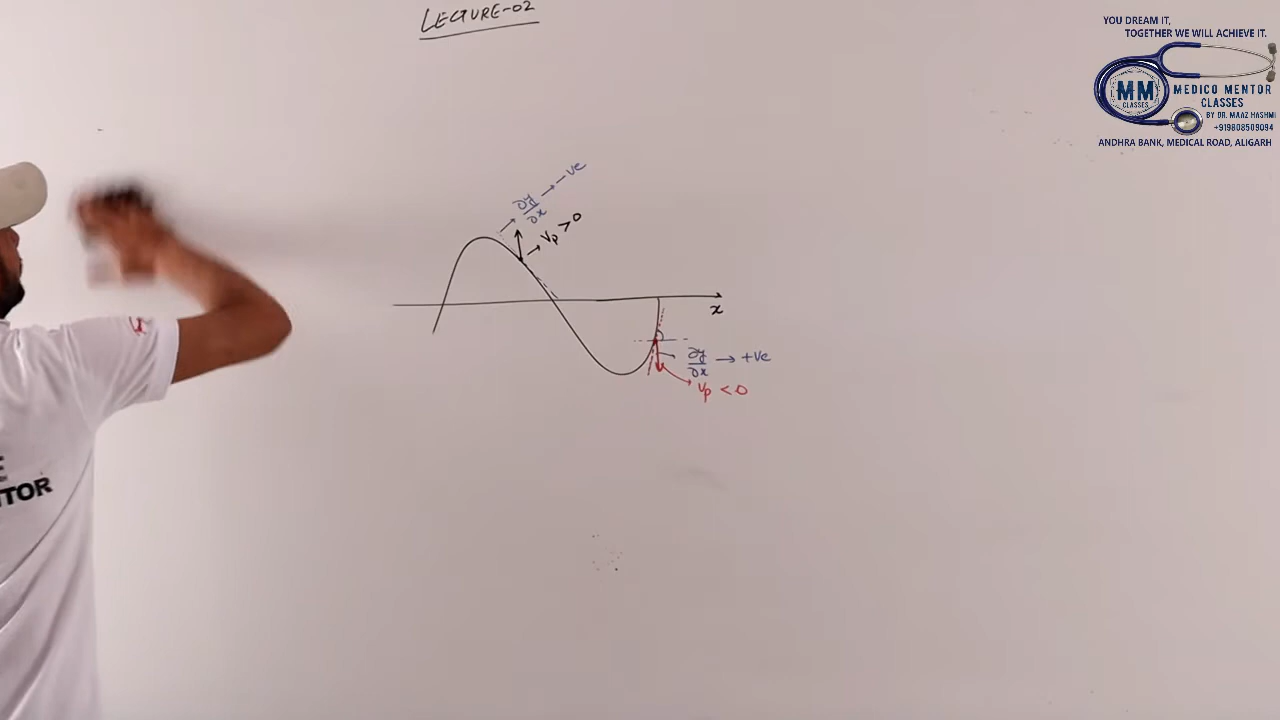 LECTURE-02
YOU DREAM IT,
TOGETHER WE WILL ACHIEVE IT.
MM
CLASSES
MEDICO MENTOR
CLASSES
BY DR. MAAZ HASHMI
+919808509094
ANDHRA BANK, MEDICAL ROAD, ALIGARH
∂y/∂x → -ve
→ Vp > 0
x
∂y/∂x → +ve
Vp < 0
TOR